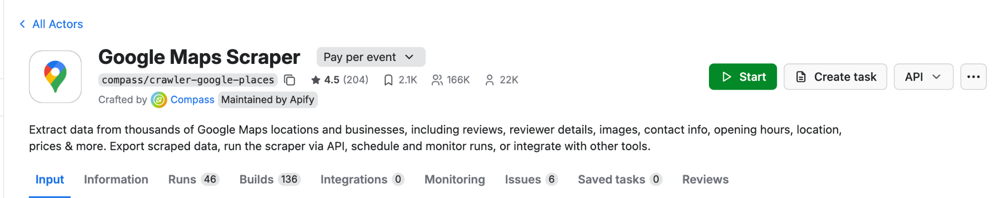 All Actors
Google Maps Scraper Pay per event
compass/crawler-google-places 4.5 (204) 2.1K 166K 22K
Start Create task API
Crafted by Compass Maintained by Apify
Extract data from thousands of Google Maps locations and businesses, including reviews, reviewer details, images, contact info, opening hours, location,
prices & more. Export scraped data, run the scraper via API, schedule and monitor runs, or integrate with other tools.
Input Information Runs 46 Builds 136 Integrations 0 Monitoring Issues 6 Saved tasks 0 Reviews